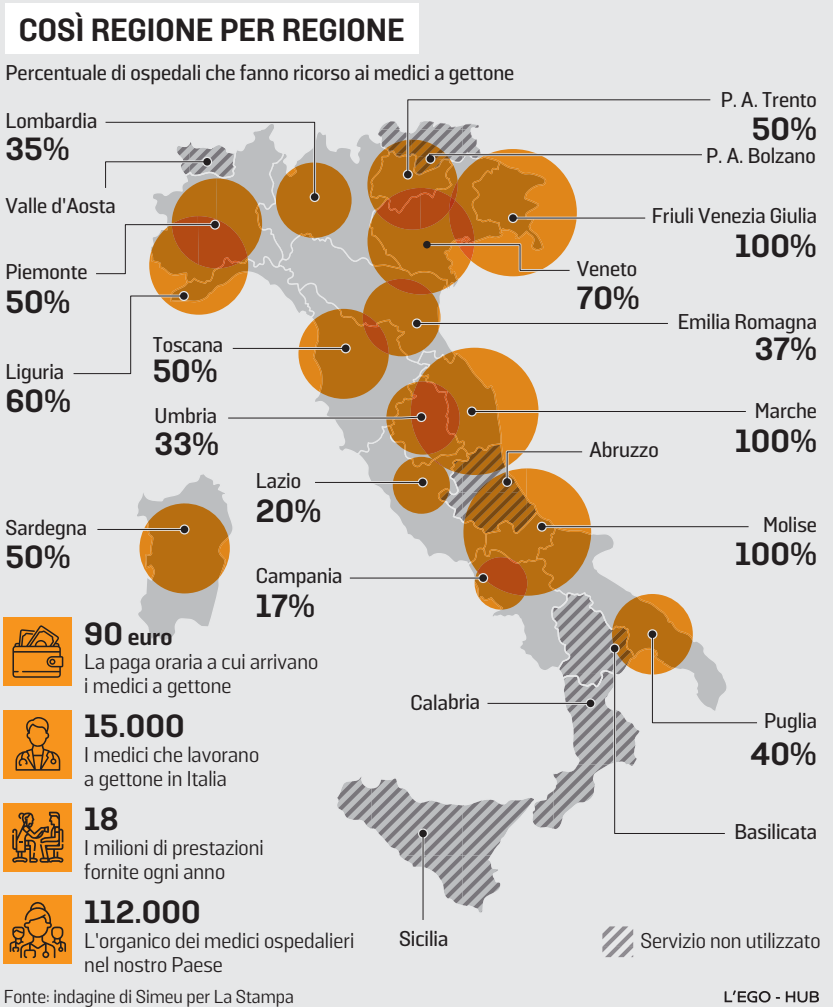 COSÌ REGIONE PER REGIONE
Percentuale di ospedali che fanno ricorso ai medici a gettone
Lombardia
35%
Valle d'Aosta
Piemonte
50%
Liguria
60%
Toscana
50%
Umbria
33%
Lazio
20%
Sardegna
50%
Campania
17%
P. A. Trento
50%
P. A. Bolzano
Friuli Venezia Giulia
100%
Veneto
70%
Emilia Romagna
37%
Marche
100%
Abruzzo
Molise
100%
Calabria
Puglia
40%
Basilicata
Sicilia
Servizio non utilizzato
90 euro
La paga oraria a cui arrivano
i medici a gettone
15.000
I medici che lavorano
a gettone in Italia
18
I milioni di prestazioni
fornite ogni anno
112.000
L'organico dei medici ospedalieri
nel nostro Paese
Fonte: indagine di Simeu per La Stampa
L'EGO - HUB